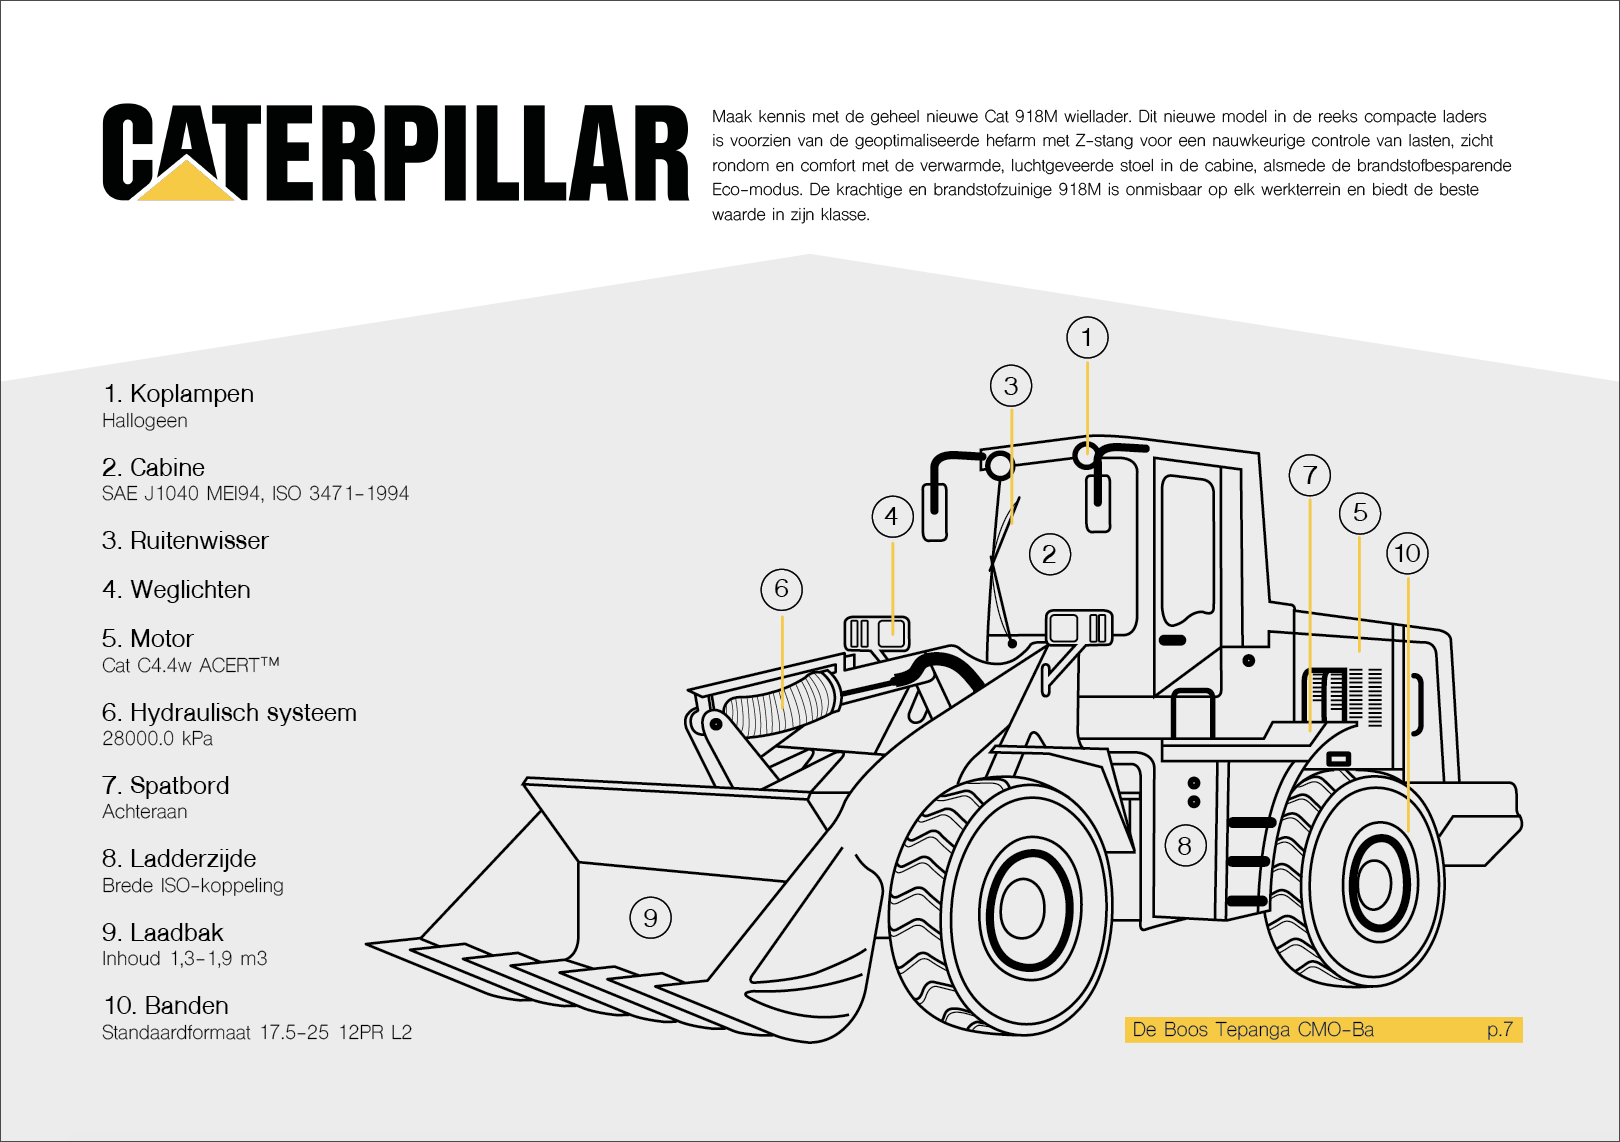 CATERPILLAR
Maak kennis met de geheel nieuwe Cat 918M wiellader. Dit nieuwe model in de reeks compacte laders
is voorzien van de geoptimaliseerde hefarm met Z-stang voor een nauwkeurige controle van lasten, zicht
rondom en comfort met de verwarmde, luchtgeveerde stoel in de cabine, alsmede de brandstofbesparende
Eco-modus. De krachtige en brandstofzuinige 918M is onmisbaar op elk werkterrein en biedt de beste
waarde in zijn klasse.
1. Koplampen
Hallogeen
2. Cabine
SAE J1040 MEI94, ISO 3471-1994
3. Ruitenwisser
4. Weglichten
5. Motor
Cat C4.4w ACERT™
6. Hydraulisch systeem
28000.0 kPa
7. Spatbord
Achteraan
8. Ladderzijde
Brede ISO-koppeling
9. Laadbak
Inhoud 1,3-1,9 m3
10. Banden
Standaardformaat 17.5-25 12PR L2
1
3
7
5
4
10
2
6
8
9
De Boos Tepanga CMO-Ba p.7